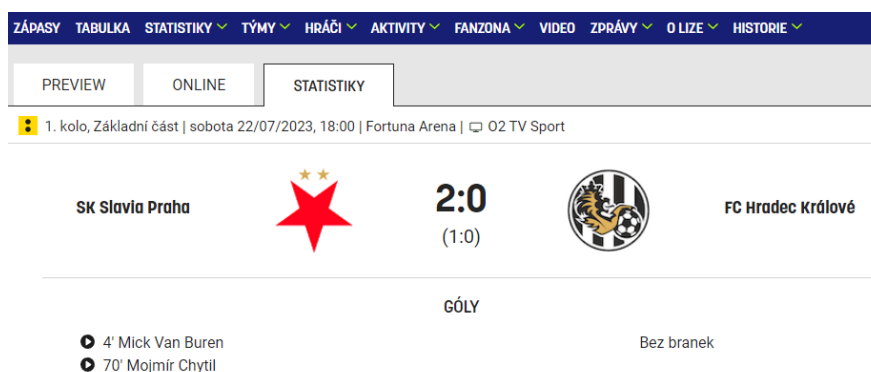 ZÁPASY TABULKA STATISTIKY TÝMY HRÁČI AKTIVITY FANZONA VIDEO ZPRÁVY O LIZE HISTORIE
PREVIEW ONLINE STATISTIKY
1. kolo, Základní část | sobota 22/07/2023, 18:00 | Fortuna Arena | O2 TV Sport
SK Slavia Praha 2:0 FC Hradec Králové
(1:0)
GÓLY
4' Mick Van Buren Bez branek
70' Mojmír Chytil